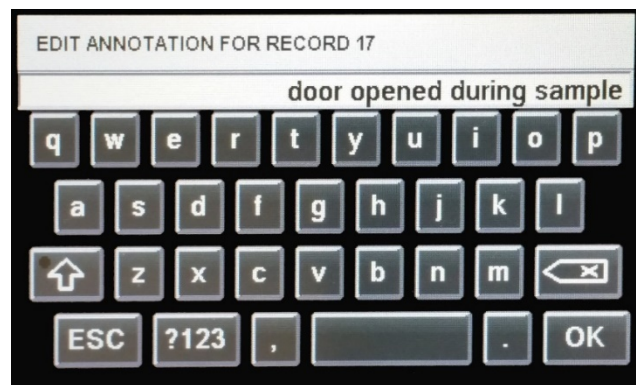 EDIT ANNOTATION FOR RECORD 17
door opened during sample
q w e r t y u i o p
a s d f g h j k l
z x c v b n m
ESC ?123 , . OK